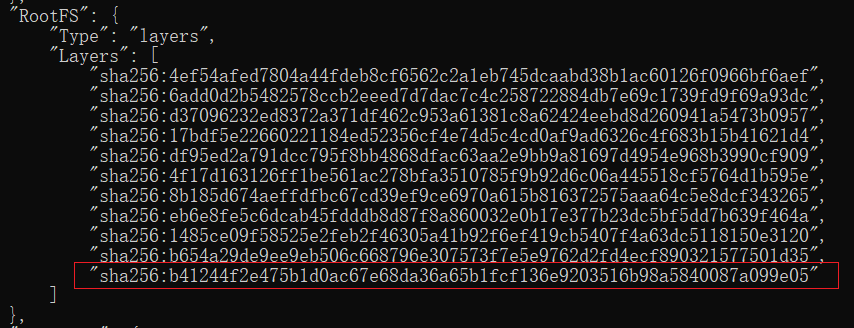 "RootFS": {
"Type": "layers",
"Layers": [
"sha256:4ef54afed7804a44fdeb8cf6562c2a1eb745dcaabd38b1ac60126f0966bf6aef",
"sha256:6add0d2b5482578ccb2eeed7d7dac7c4c258722884db7e69c1739fd9f69a93dc",
"sha256:d37096232ed8372a371df462c953a61381c8a62424eebd8d260941a5473b0957",
"sha256:17bdf5e22660221184ed52356cf4e74d5c4cd0af9ad6326c4f683b15b41621d4",
"sha256:df95ed2a791dcc795f8bb4868dfac63aa2e9bb9a81697d4954e968b3990cf909",
"sha256:4f17d163126ff1be561ac278bfa3510785f9b92d6c06a445518cf5764d1b595e",
"sha256:8b185d674aeffdfbc67cd39ef9ce6970a615b816372575aaa64c5e8dcf343265",
"sha256:eb6e8fe5c6dcab45fdddb8d87f8a860032e0b17e377b23dc5bf5dd7b639f464a",
"sha256:1485ce09f58525e2feb2f46305a41b92f6ef419cb5407f4a63dc5118150e3120",
"sha256:b654a29de9ee9eb506c668796e307573f7e5e9762d2fd4ecf890321577501d35",
"sha256:b41244f2e475b1d0ac67e68da36a65b1fcf136e9203516b98a5840087a099e05"
]
},